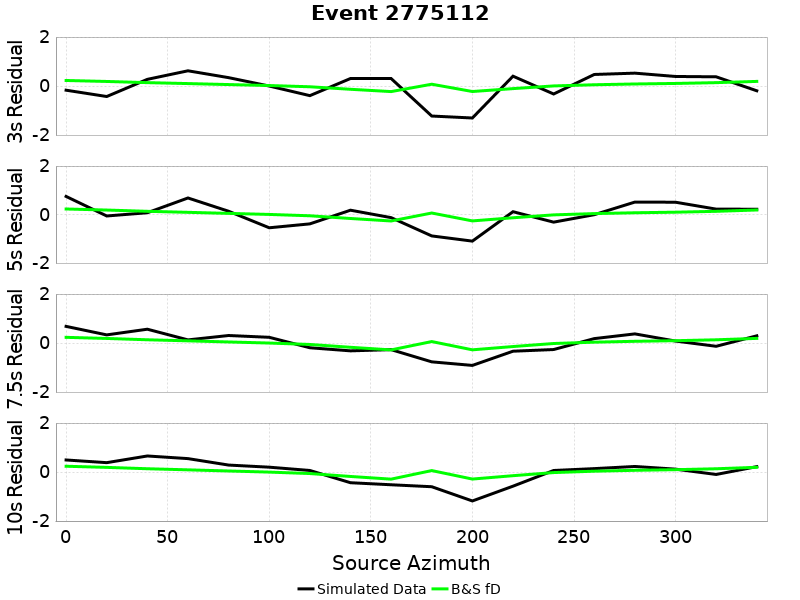 Event 2775112
3s Residual
2
0
-2
5s Residual
2
0
-2
7.5s Residual
2
0
-2
10s Residual
2
0
-2
0 50 100 150 200 250 300
Source Azimuth
Simulated Data B&S fD